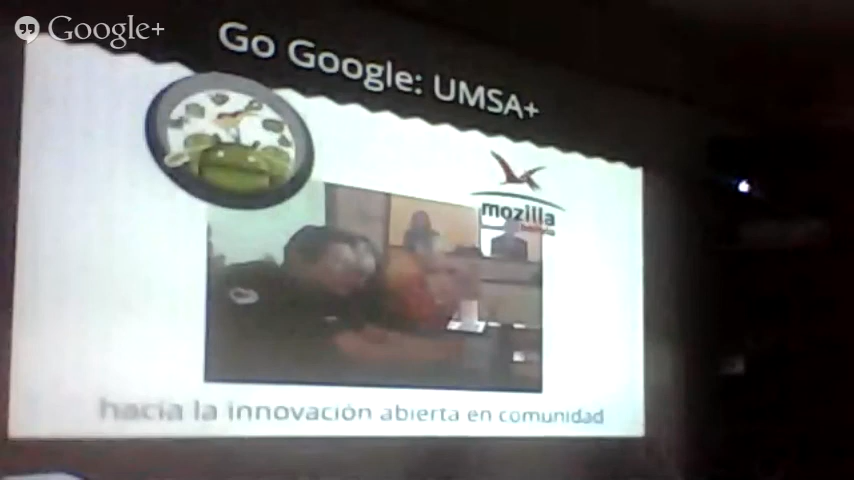 Google+
Go Google: UMSA+
mozilla
hacia la innovación abierta en comunidad